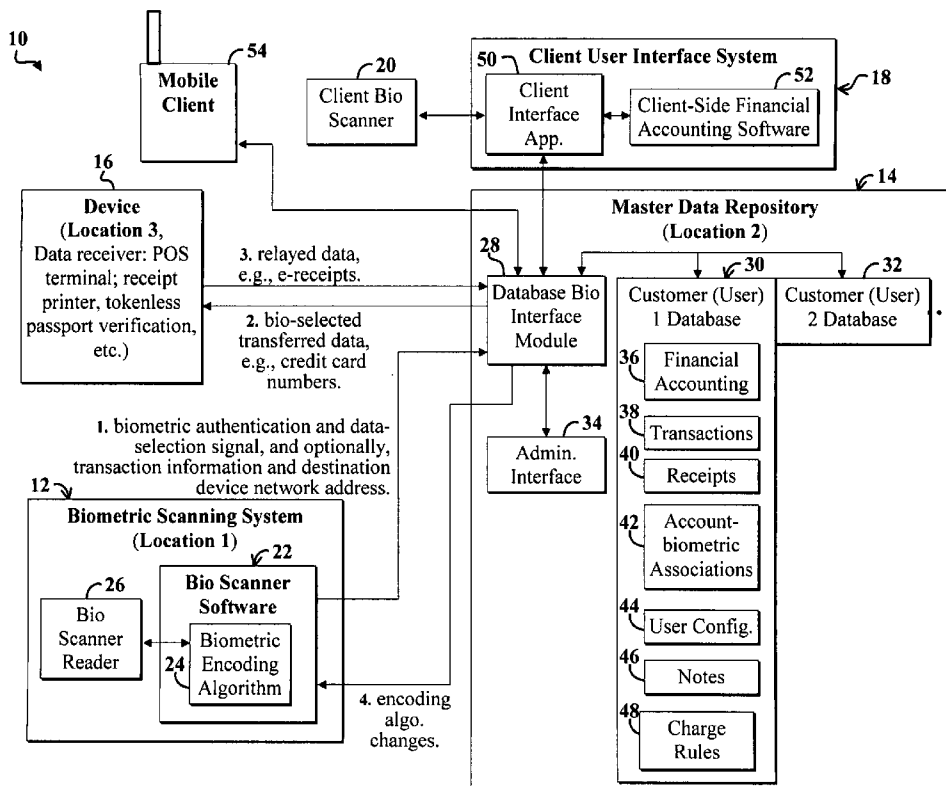 10
54
Mobile
Client
20
Client Bio
Scanner
Client User Interface System
50
Client
Interface
App.
52
Client-Side Financial
Accounting Software
18
16
Device
(Location 3,
Data receiver: POS
terminal; receipt
printer, tokenless
passport verification,
etc.)
3. relayed data,
e.g., e-receipts.
2. bio-selected
transferred data,
e.g., credit card
numbers.
14
Master Data Repository
(Location 2)
28
Database Bio
Interface
Module
30
Customer (User)
1 Database
32
Customer (User)
2 Database
36
Financial
Accounting
38
Transactions
40
Receipts
42
Account-
biometric
Associations
44
User Config.
46
Notes
48
Charge
Rules
34
Admin.
Interface
1. biometric authentication and data-
selection signal, and optionally,
transaction information and destination
device network address.
12
Biometric Scanning System
(Location 1)
22
Bio Scanner
Software
26
Bio
Scanner
Reader
24
Biometric
Encoding
Algorithm
4. encoding
algo.
changes.